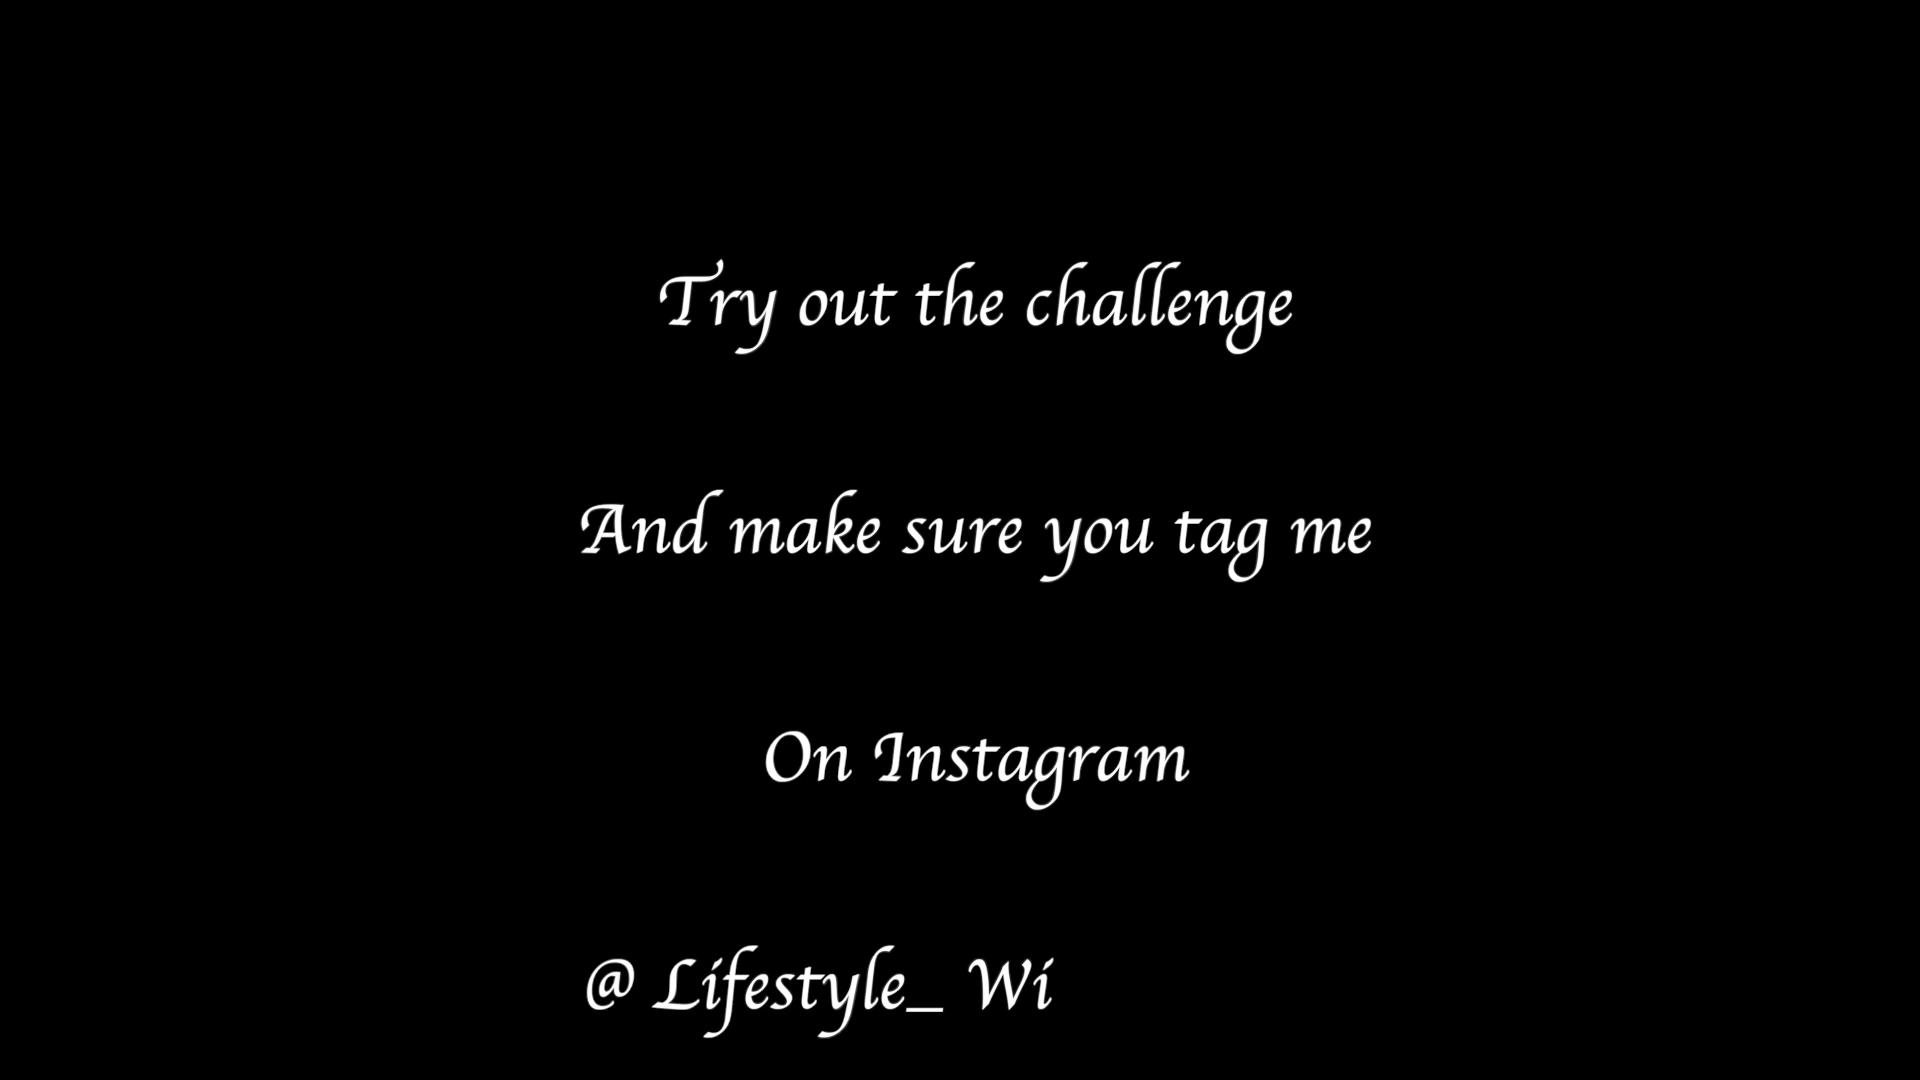 Try out the challenge
And make sure you tag me
On Instagram
@ Lifestyle_ Wi